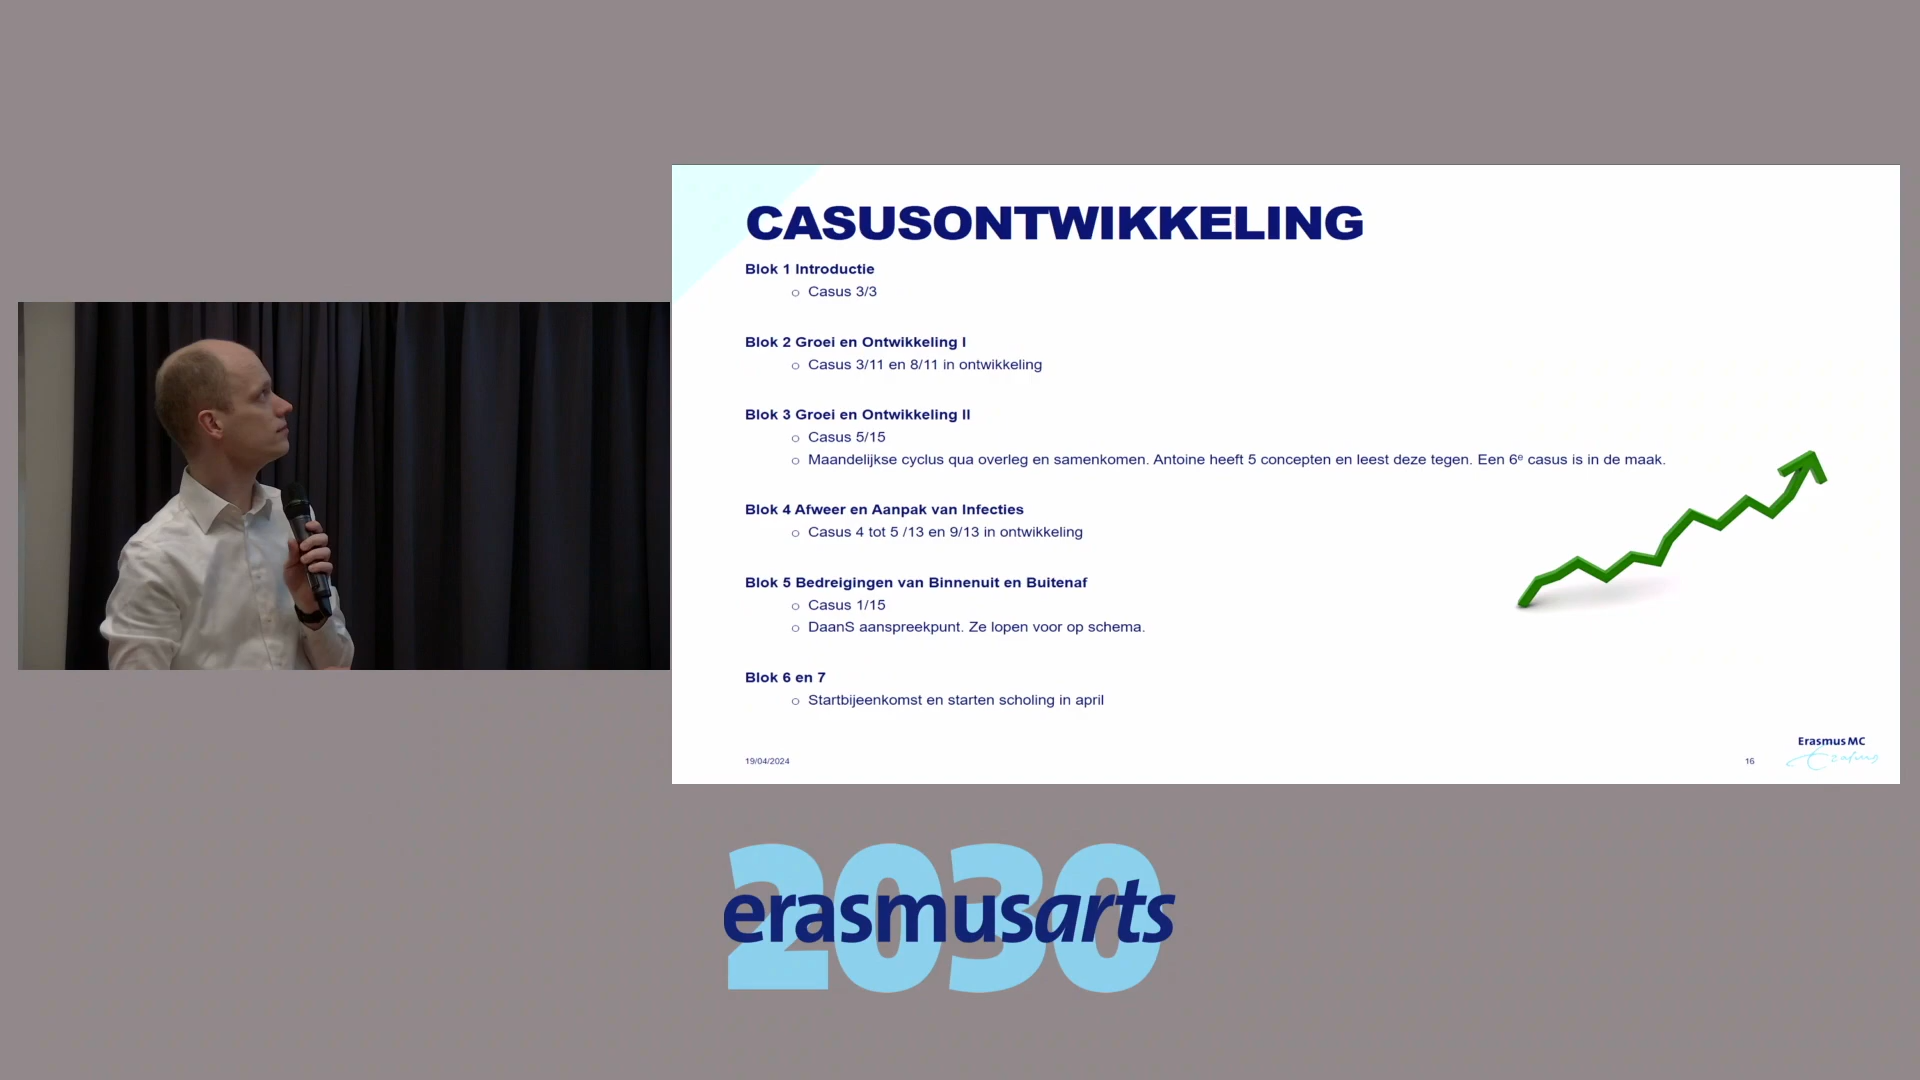 CASUSONTWIKKELING
Blok 1 Introductie
○ Casus 3/3
Blok 2 Groei en Ontwikkeling I
○ Casus 3/11 en 8/11 in ontwikkeling
Blok 3 Groei en Ontwikkeling II
○ Casus 5/15
○ Maandelijkse cyclus qua overleg en samenkomen. Antoine heeft 5 concepten en leest deze tegen. Een 6ᵉ casus is in de maak.
Blok 4 Afweer en Aanpak van Infecties
○ Casus 4 tot 5 /13 en 9/13 in ontwikkeling
Blok 5 Bedreigingen van Binnenuit en Buitenaf
○ Casus 1/15
○ DaanS aanspreekpunt. Ze lopen voor op schema.
Blok 6 en 7
○ Startbijeenkomst en starten scholing in april
19/04/2024
16
Erasmus MC
Erasmus
2030
erasmusarts